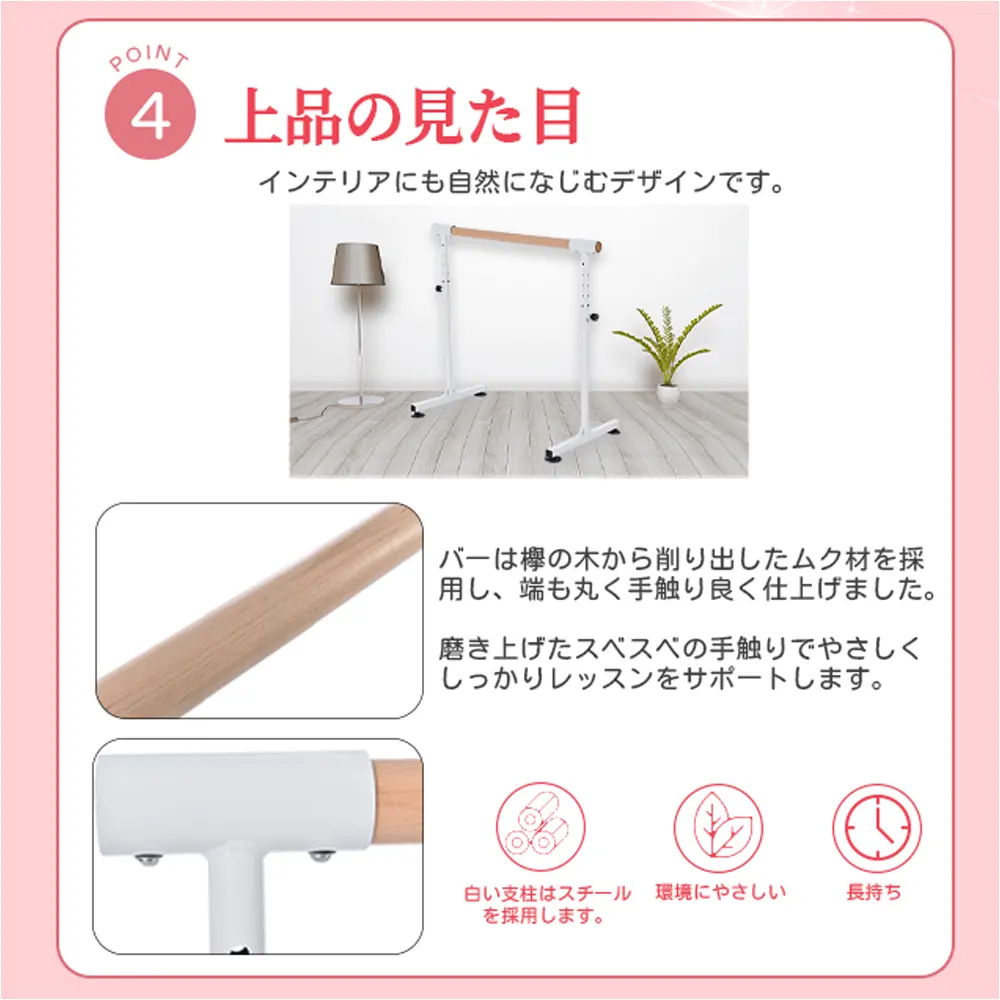 POINT
4
上品の見た目
インテリアにも自然になじむデザインです。
バーは欅の木から削り出したムク材を採
用し、端も丸く手触り良く仕上げました。
磨き上げたスベスベの手触りでやさしく
しっかりレッスンをサポートします。
白い支柱はスチール
を採用します。
環境にやさしい
長持ち